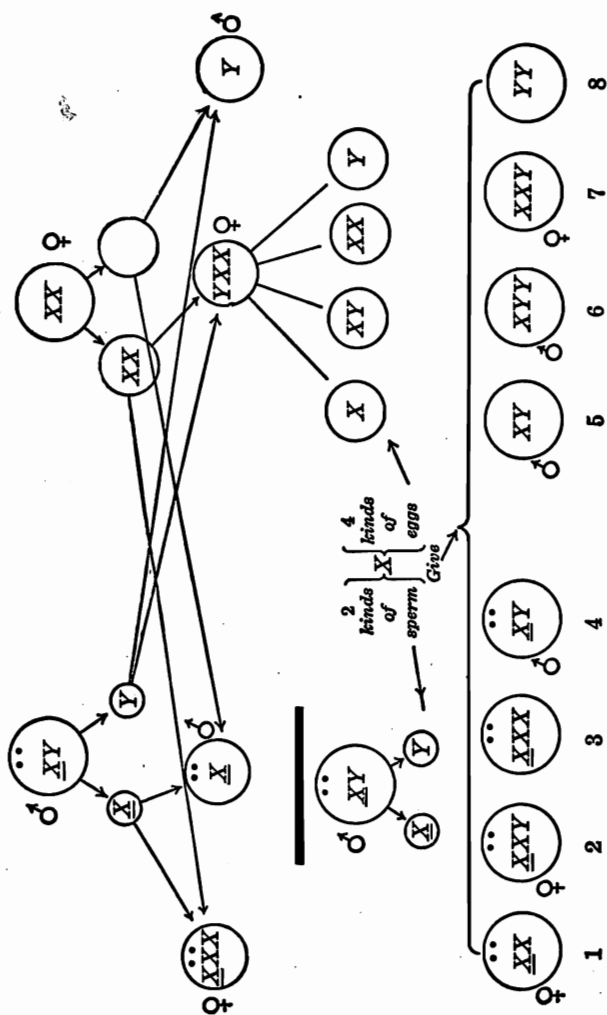 ♂ XY
XX ♀
X Y XX
♀ XXX
X ♂
YXX ♀
Y ♂
♂ XY
X Y
2 kinds of sperm
X
4 kinds of eggs
Give
X XY XX Y
♀ XX
♀ XXY
XXX
♂ XY
♂ XY
♂ XYY
♀ XXY
YY
1 2 3 4 5 6 7 8